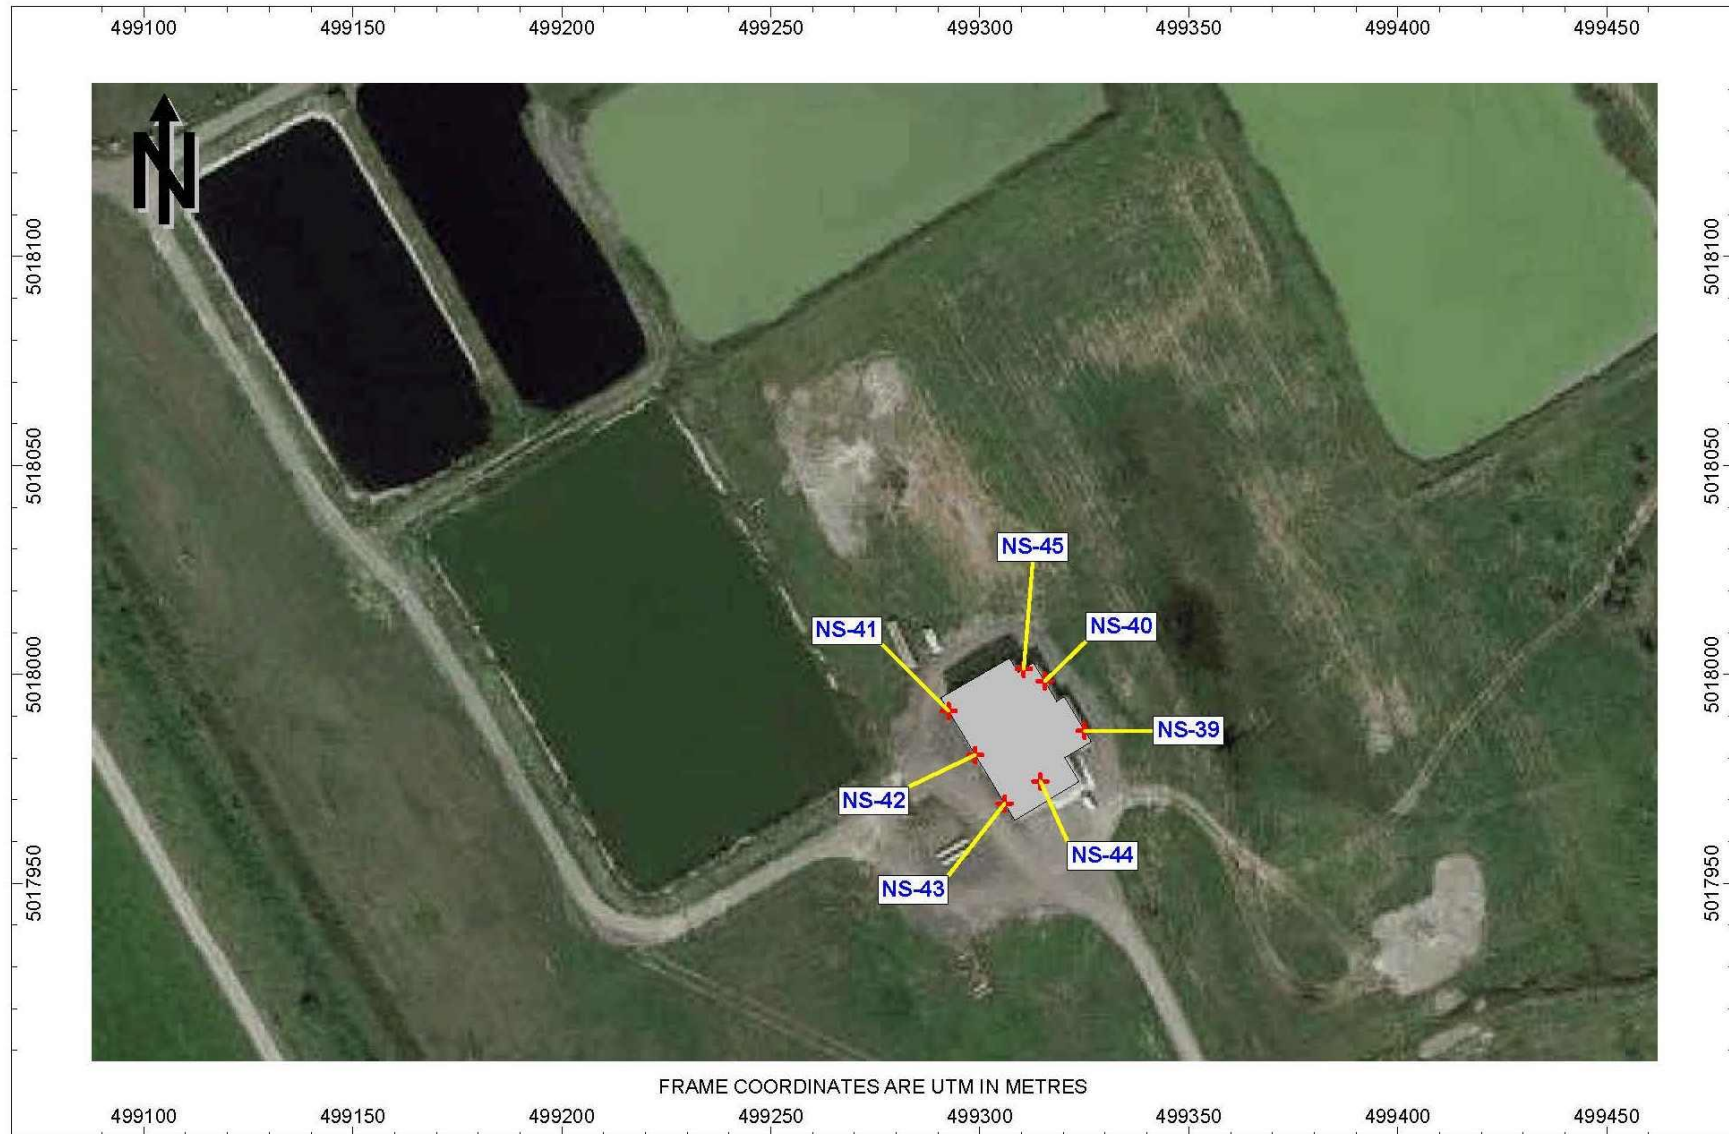 499100 499150 499200 499250 499300 499350 499400 499450
N
5018100 5018100
5018050 5018050
NS-45
NS-41 NS-40
5018000 5018000
NS-39
NS-42
NS-44
NS-43
5017950 5017950
FRAME COORDINATES ARE UTM IN METRES
499100 499150 499200 499250 499300 499350 499400 499450